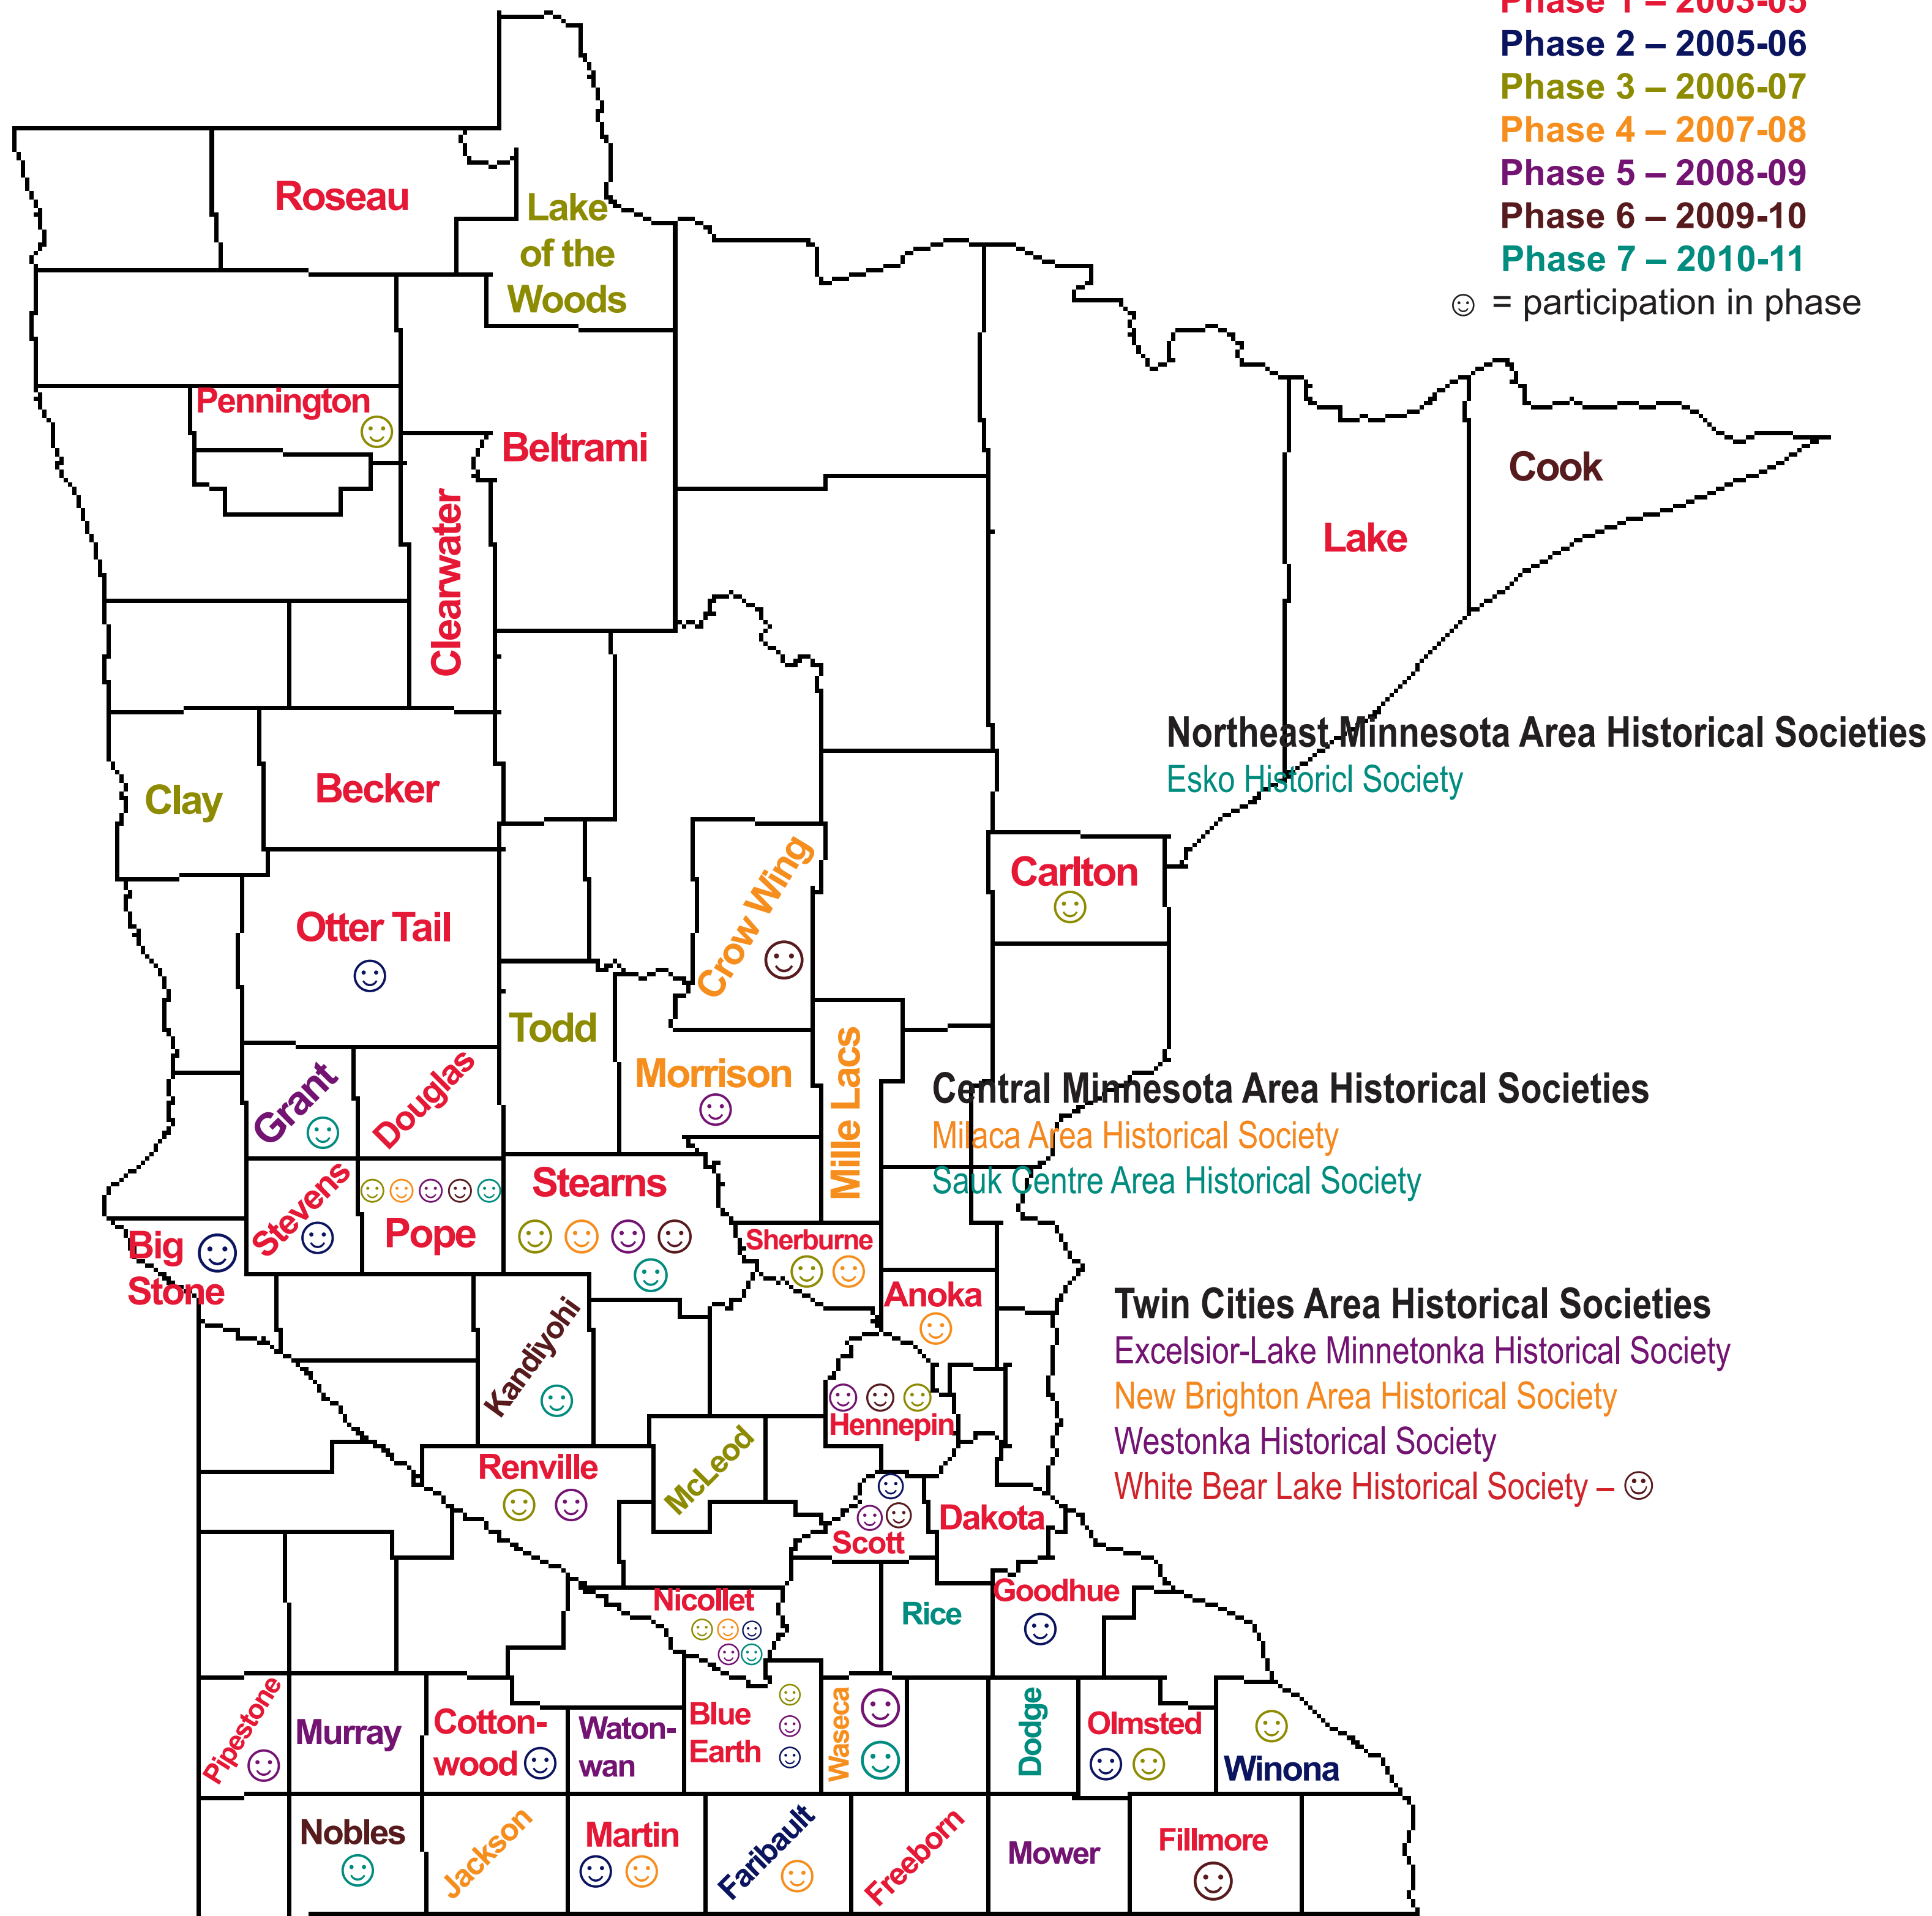 Phase 1 – 2003-05
Phase 2 – 2005-06
Phase 3 – 2006-07
Phase 4 – 2007-08
Phase 5 – 2008-09
Phase 6 – 2009-10
Phase 7 – 2010-11
☺ = participation in phase
Roseau
Lake
of the
Woods
Pennington
Beltrami
Clearwater
Cook
Lake
Northeast Minnesota Area Historical Societies
Esko Historicl Society
Clay
Becker
Carlton
Crow Wing
Otter Tail
Todd
Morrison
Mille Lacs
Grant
Douglas
Central Minnesota Area Historical Societies
Milaca Area Historical Society
Sauk Centre Area Historical Society
Stevens
Pope
Stearns
Big
Stone
Sherburne
Anoka
Twin Cities Area Historical Societies
Excelsior-Lake Minnetonka Historical Society
New Brighton Area Historical Society
Westonka Historical Society
White Bear Lake Historical Society – ☺
Kandiyohi
Hennepin
Renville
McLeod
Scott
Dakota
Nicollet
Rice
Goodhue
Pipestone
Murray
Cotton-
wood
Waton-
wan
Blue
Earth
Waseca
Dodge
Olmsted
Winona
Nobles
Jackson
Martin
Faribault
Freeborn
Mower
Fillmore